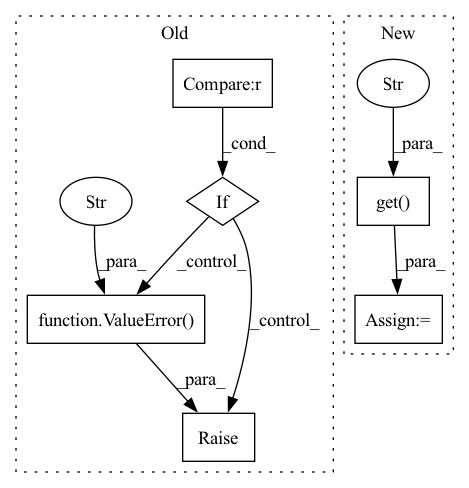 Old
New
Compare:r
Str
_cond_
_para_
Str
If
get()
_para_
_control_
_para_
_control_
function.ValueError()
Assign:=
_para_
Raise